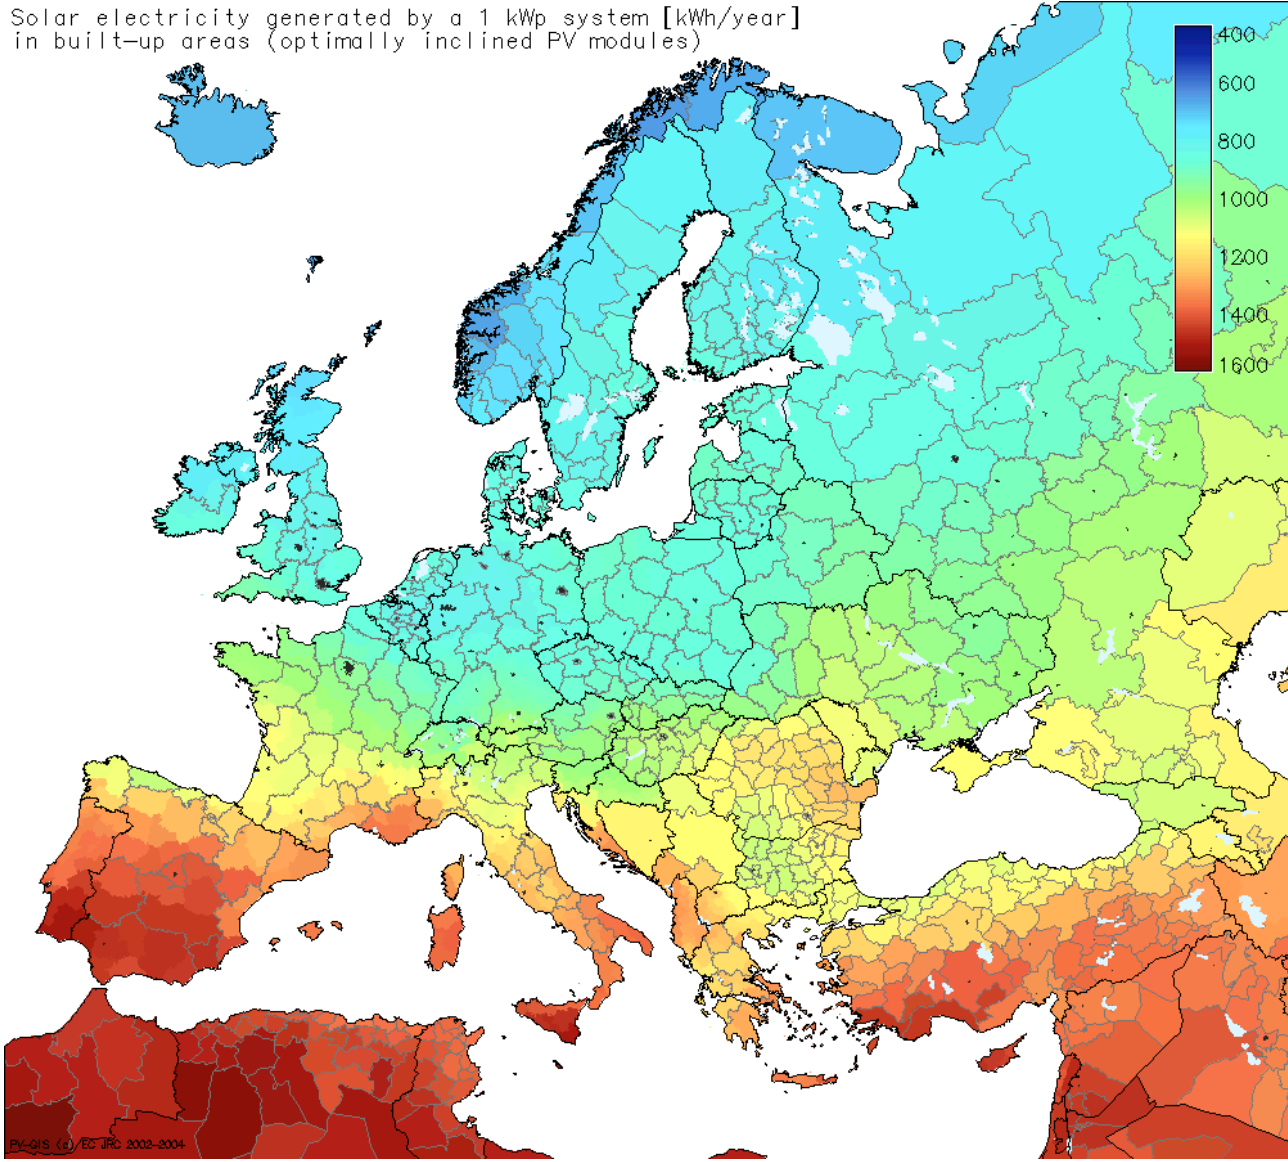 Solar electricity generated by a 1 kWp system [kWh/year]
in built-up areas (optimally inclined PV modules)
400
600
800
1000
1200
1400
1600
PV-GIS (c) EC JRC 2002-2004